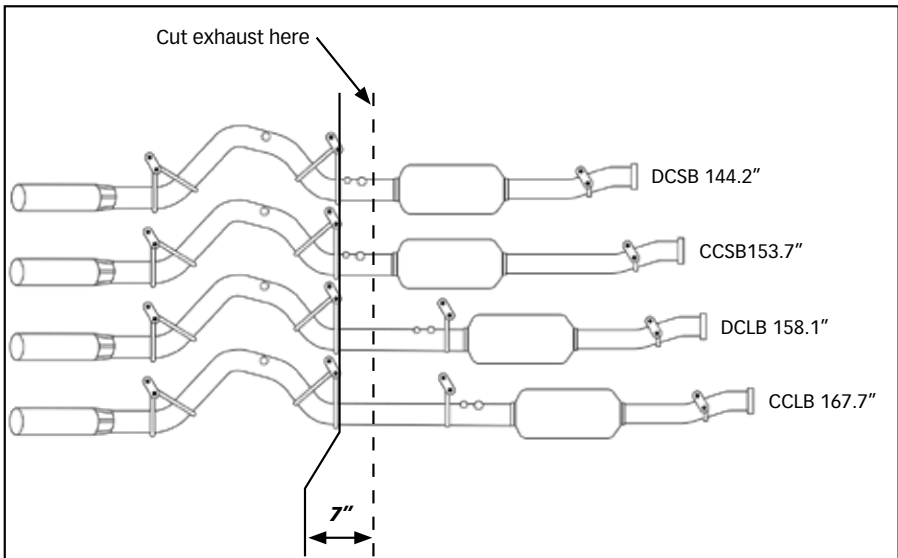 Cut exhaust here
DCSB 144.2”
CCSB153.7”
DCLB 158.1”
CCLB 167.7”
7”